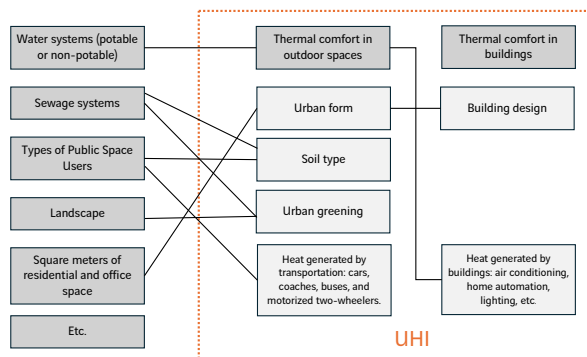 Water systems (potable
or non-potable)
Thermal comfort in
outdoor spaces
Thermal comfort in
buildings
Sewage systems
Urban form
Building design
Types of Public Space
Users
Soil type
Landscape
Urban greening
Square meters of
residential and office
space
Heat generated by
transportation: cars,
coaches, buses, and
motorized two-wheelers.
Heat generated by
buildings: air conditioning,
home automation,
lighting, etc.
Etc.
UHI